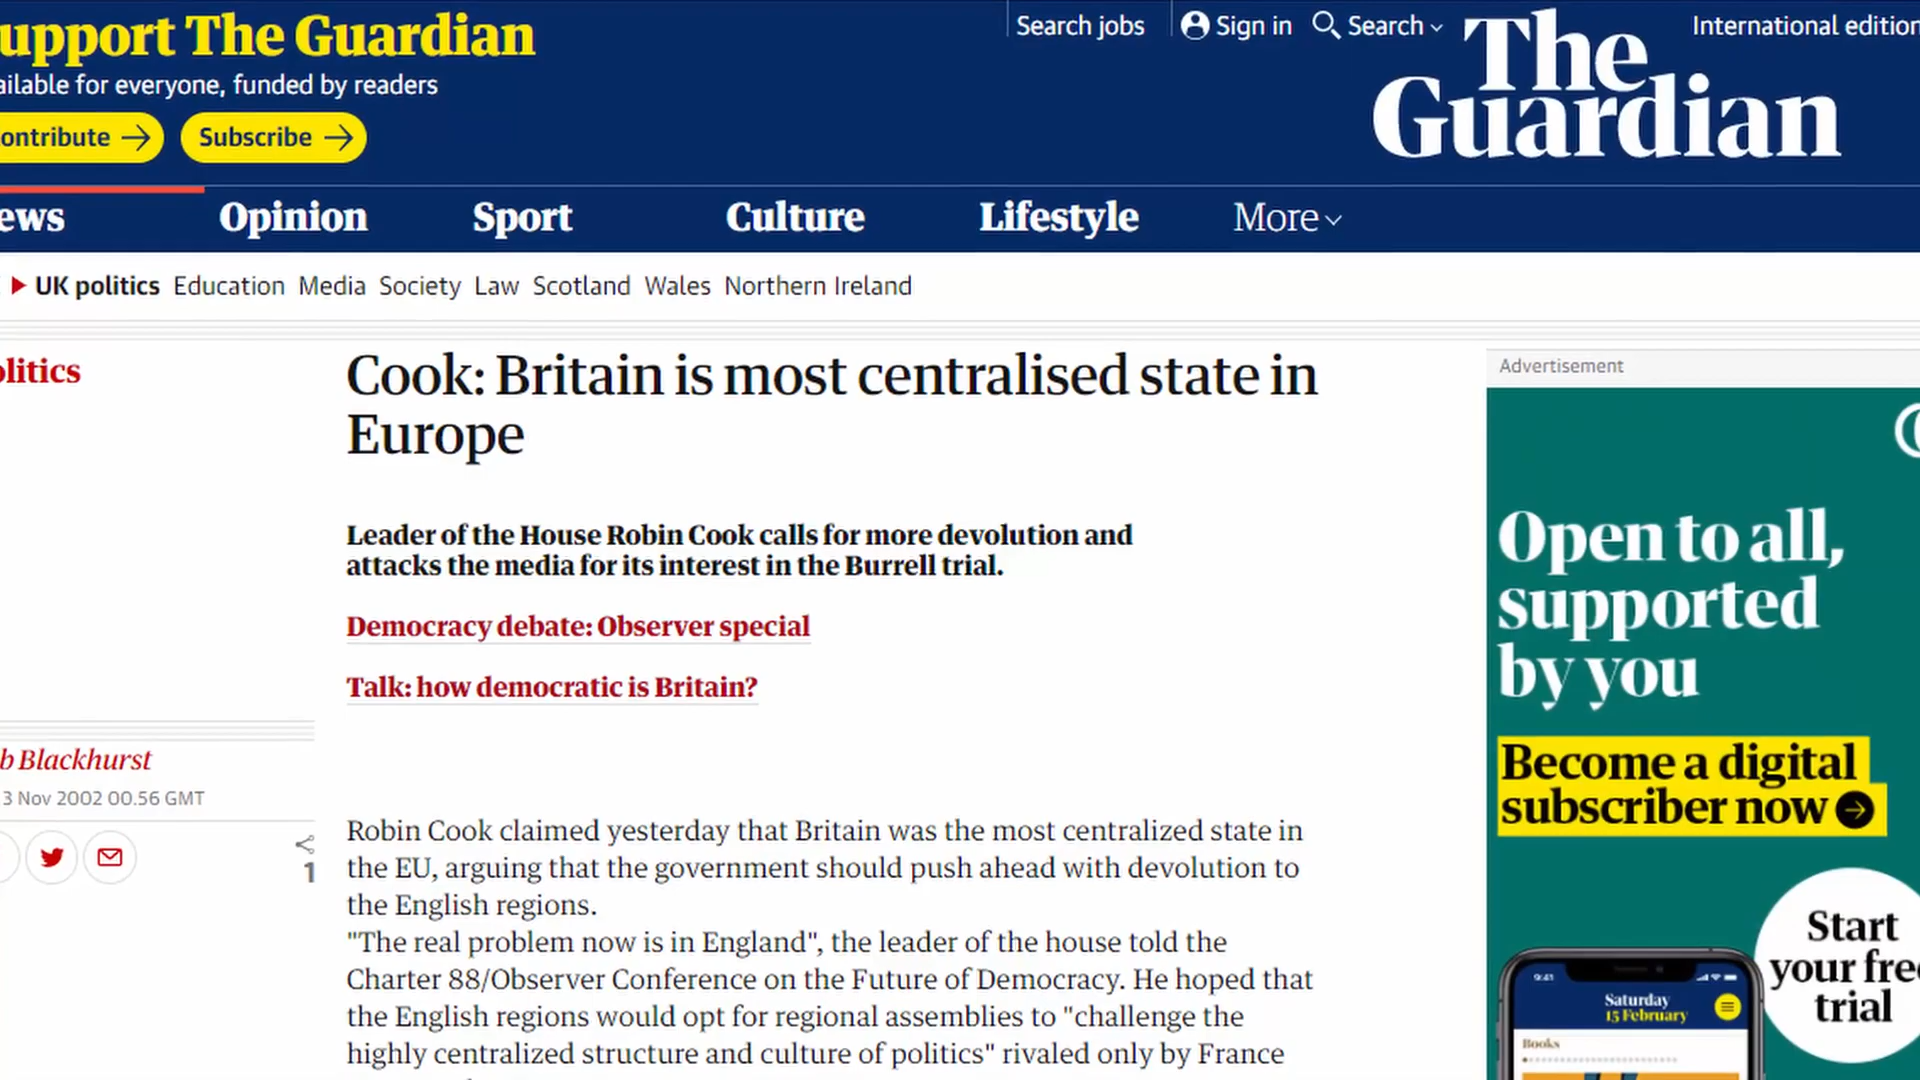 upport The Guardian
ailable for everyone, funded by readers
ontribute
Subscribe
Search jobs
Sign in
Search
International edition
The
Guardian
ews
Opinion
Sport
Culture
Lifestyle
More
UK politics Education Media Society Law Scotland Wales Northern Ireland
olitics
Cook: Britain is most centralised state in
Europe
Leader of the House Robin Cook calls for more devolution and
attacks the media for its interest in the Burrell trial.
Democracy debate: Observer special
Talk: how democratic is Britain?
b Blackhurst
3 Nov 2002 00.56 GMT
1
Robin Cook claimed yesterday that Britain was the most centralized state in
the EU, arguing that the government should push ahead with devolution to
the English regions.
"The real problem now is in England", the leader of the house told the
Charter 88/Observer Conference on the Future of Democracy. He hoped that
the English regions would opt for regional assemblies to "challenge the
highly centralized structure and culture of politics" rivaled only by France
Advertisement
Open to all,
supported
by you
Become a digital
subscriber now
Start
your free
trial
9:41
Saturday
15 February
Books